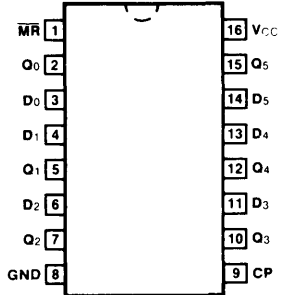 M̅R̅ 1 16 VCC
Q0 2 15 Q5
D0 3 14 D5
D1 4 13 D4
Q1 5 12 Q4
D2 6 11 D3
Q2 7 10 Q3
GND 8 9 CP